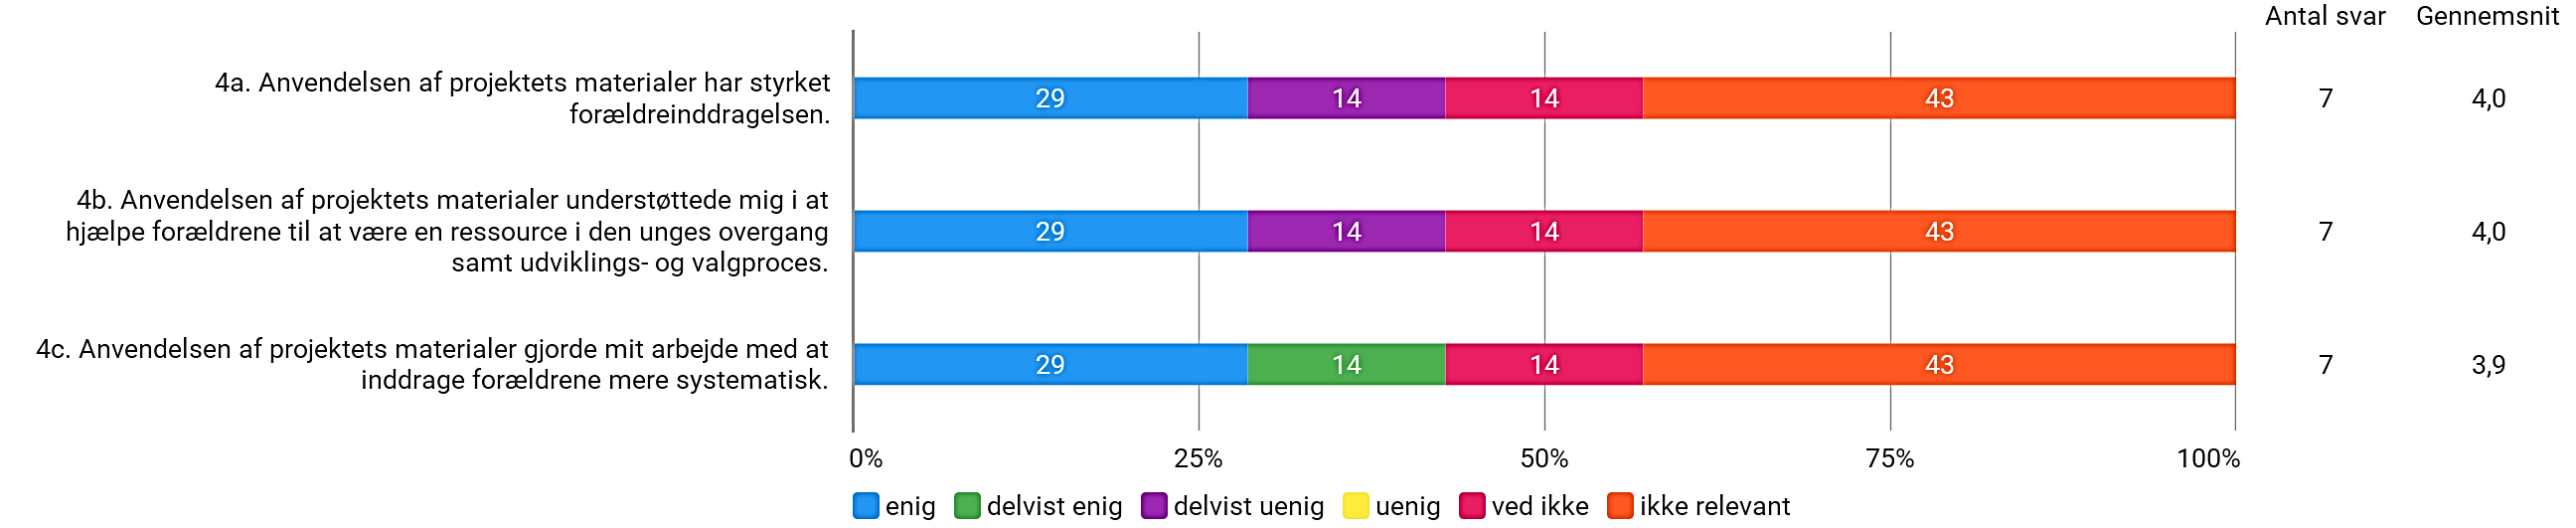 Antal svar Gennemsnit
4a. Anvendelsen af projektets materialer har styrket
forældreinddragelsen.
29 14 14 43 7 4,0
4b. Anvendelsen af projektets materialer understøttede mig i at
hjælpe forældrene til at være en ressource i den unges overgang
samt udviklings- og valgproces.
29 14 14 43 7 4,0
4c. Anvendelsen af projektets materialer gjorde mit arbejde med at
inddrage forældrene mere systematisk.
29 14 14 43 7 3,9
0% 25% 50% 75% 100%
enig delvist enig delvist uenig uenig ved ikke ikke relevant